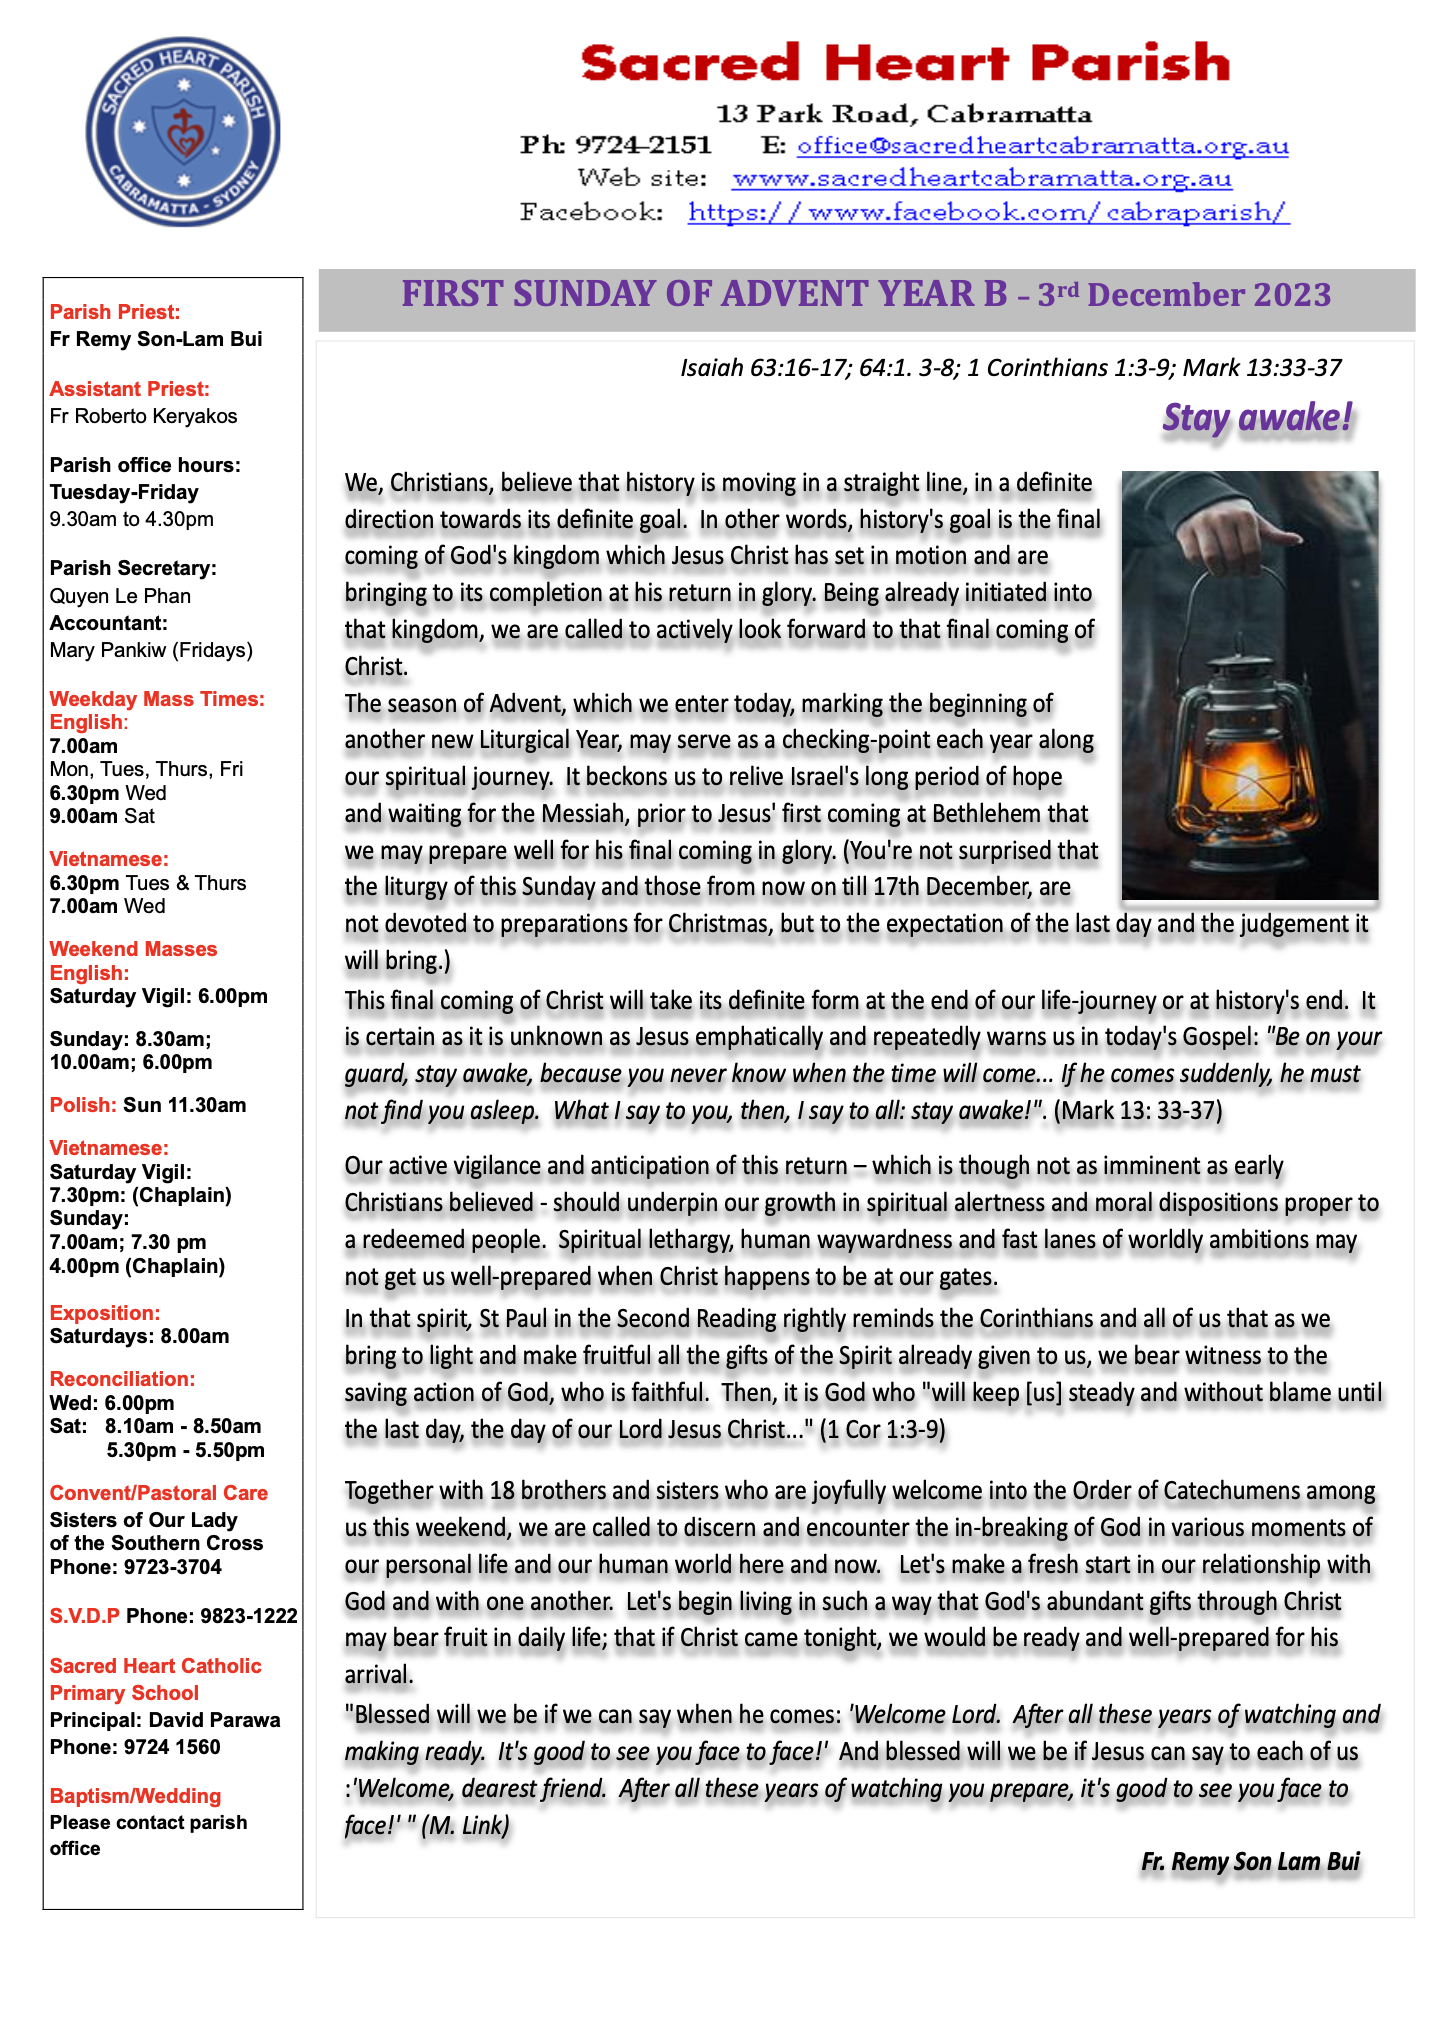 SACRED HEART PARISH
CABRAMATTA - SYDNEY
Sacred Heart Parish
13 Park Road, Cabramatta
Ph: 9724-2151 E: office@sacredheartcabramatta.org.au
Web site: www.sacredheartcabramatta.org.au
Facebook: https://www.facebook.com/cabraparish/
Parish Priest:
Fr Remy Son-Lam Bui
Assistant Priest:
Fr Roberto Keryakos
Parish office hours:
Tuesday-Friday
9.30am to 4.30pm
Parish Secretary:
Quyen Le Phan
Accountant:
Mary Pankiw (Fridays)
Weekday Mass Times:
English:
7.00am
Mon, Tues, Thurs, Fri
6.30pm Wed
9.00am Sat
Vietnamese:
6.30pm Tues & Thurs
7.00am Wed
Weekend Masses
English:
Saturday Vigil: 6.00pm
Sunday: 8.30am;
10.00am; 6.00pm
Polish: Sun 11.30am
Vietnamese:
Saturday Vigil:
7.30pm: (Chaplain)
Sunday:
7.00am; 7.30 pm
4.00pm (Chaplain)
Exposition:
Saturdays: 8.00am
Reconciliation:
Wed: 6.00pm
Sat: 8.10am - 8.50am
5.30pm - 5.50pm
Convent/Pastoral Care
Sisters of Our Lady
of the Southern Cross
Phone: 9723-3704
S.V.D.P Phone: 9823-1222
Sacred Heart Catholic
Primary School
Principal: David Parawa
Phone: 9724 1560
Baptism/Wedding
Please contact parish
office
FIRST SUNDAY OF ADVENT YEAR B – 3rd December 2023
Isaiah 63:16-17; 64:1. 3-8; 1 Corinthians 1:3-9; Mark 13:33-37
Stay awake!
We, Christians, believe that history is moving in a straight line, in a definite
direction towards its definite goal. In other words, history's goal is the final
coming of God's kingdom which Jesus Christ has set in motion and are
bringing to its completion at his return in glory. Being already initiated into
that kingdom, we are called to actively look forward to that final coming of
Christ.
The season of Advent, which we enter today, marking the beginning of
another new Liturgical Year, may serve as a checking-point each year along
our spiritual journey. It beckons us to relive Israel's long period of hope
and waiting for the Messiah, prior to Jesus' first coming at Bethlehem that
we may prepare well for his final coming in glory. (You're not surprised that
the liturgy of this Sunday and those from now on till 17th December, are
not devoted to preparations for Christmas, but to the expectation of the last day and the judgement it
will bring.)
This final coming of Christ will take its definite form at the end of our life-journey or at history's end. It
is certain as it is unknown as Jesus emphatically and repeatedly warns us in today's Gospel: "Be on your
guard, stay awake, because you never know when the time will come... If he comes suddenly, he must
not find you asleep. What I say to you, then, I say to all: stay awake!". (Mark 13: 33-37)
Our active vigilance and anticipation of this return – which is though not as imminent as early
Christians believed - should underpin our growth in spiritual alertness and moral dispositions proper to
a redeemed people. Spiritual lethargy, human waywardness and fast lanes of worldly ambitions may
not get us well-prepared when Christ happens to be at our gates.
In that spirit, St Paul in the Second Reading rightly reminds the Corinthians and all of us that as we
bring to light and make fruitful all the gifts of the Spirit already given to us, we bear witness to the
saving action of God, who is faithful. Then, it is God who "will keep [us] steady and without blame until
the last day, the day of our Lord Jesus Christ..." (1 Cor 1:3-9)
Together with 18 brothers and sisters who are joyfully welcome into the Order of Catechumens among
us this weekend, we are called to discern and encounter the in-breaking of God in various moments of
our personal life and our human world here and now. Let's make a fresh start in our relationship with
God and with one another. Let's begin living in such a way that God's abundant gifts through Christ
may bear fruit in daily life; that if Christ came tonight, we would be ready and well-prepared for his
arrival.
"Blessed will we be if we can say when he comes: 'Welcome Lord. After all these years of watching and
making ready. It's good to see you face to face!' And blessed will we be if Jesus can say to each of us
:'Welcome, dearest friend. After all these years of watching you prepare, it's good to see you face to
face!' " (M. Link)
Fr. Remy Son Lam Bui